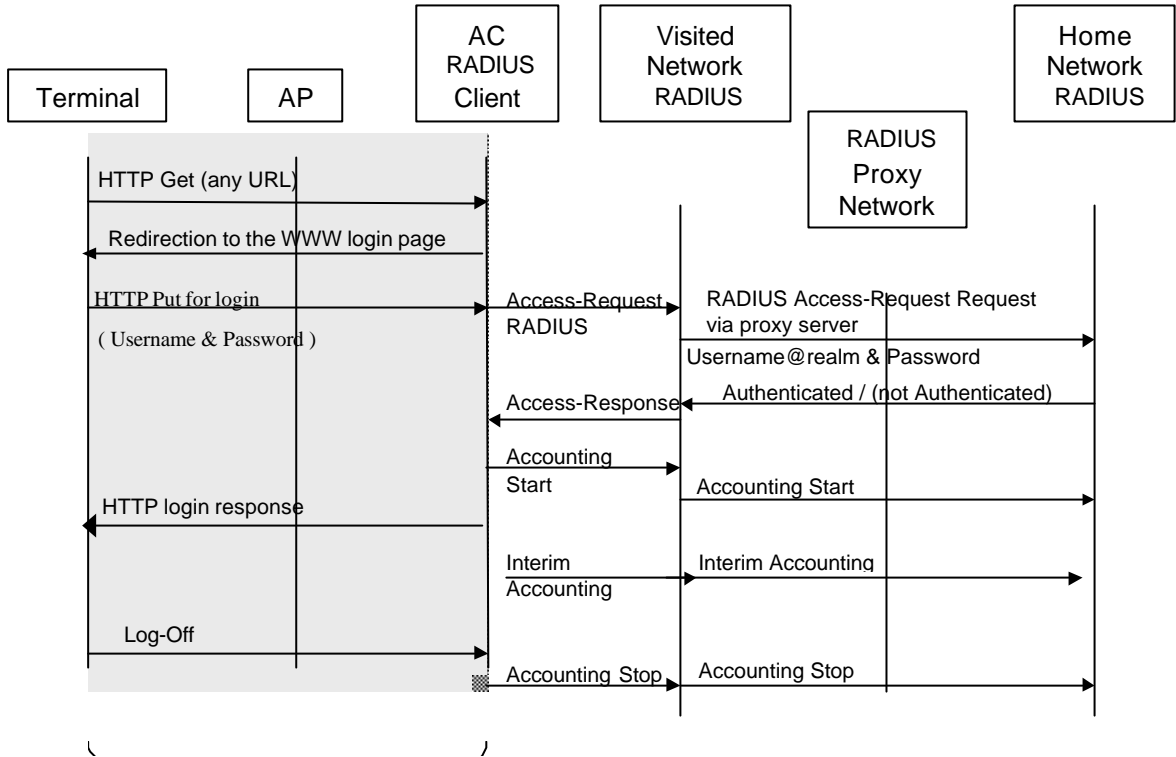 AC
RADIUS
Client
Visited
Network
RADIUS
Home
Network
RADIUS
Terminal
AP
RADIUS
Proxy
Network
HTTP Get (any URL)
Redirection to the WWW login page
HTTP Put for login
( Username & Password )
Access-Request
RADIUS
RADIUS Access-Request Request
via proxy server
Username@realm & Password
Authenticated / (not Authenticated)
Access-Response
Accounting
Start
Accounting Start
HTTP login response
Interim
Accounting
Interim Accounting
Log-Off
Accounting Stop
Accounting Stop